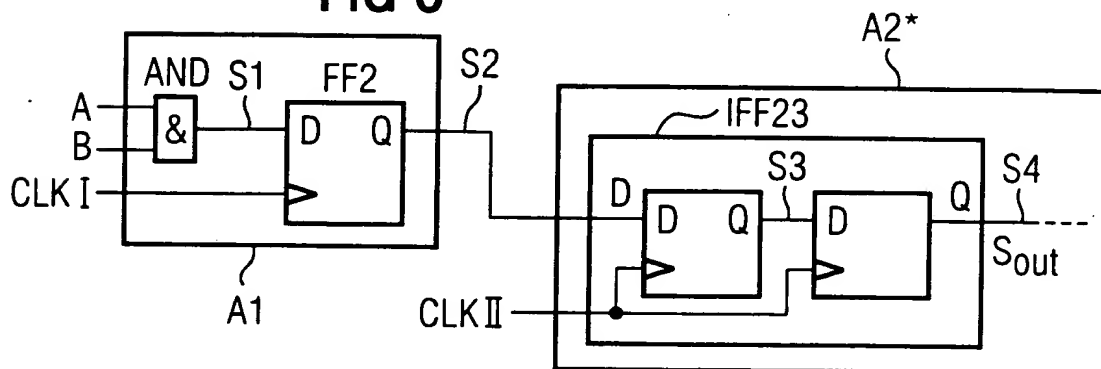 A2*
AND
S1
FF2
S2
IFF23
A
&
D
Q
B
S3
S4
CLK I
D
D
Q
D
Q
Sout
A1
CLK II